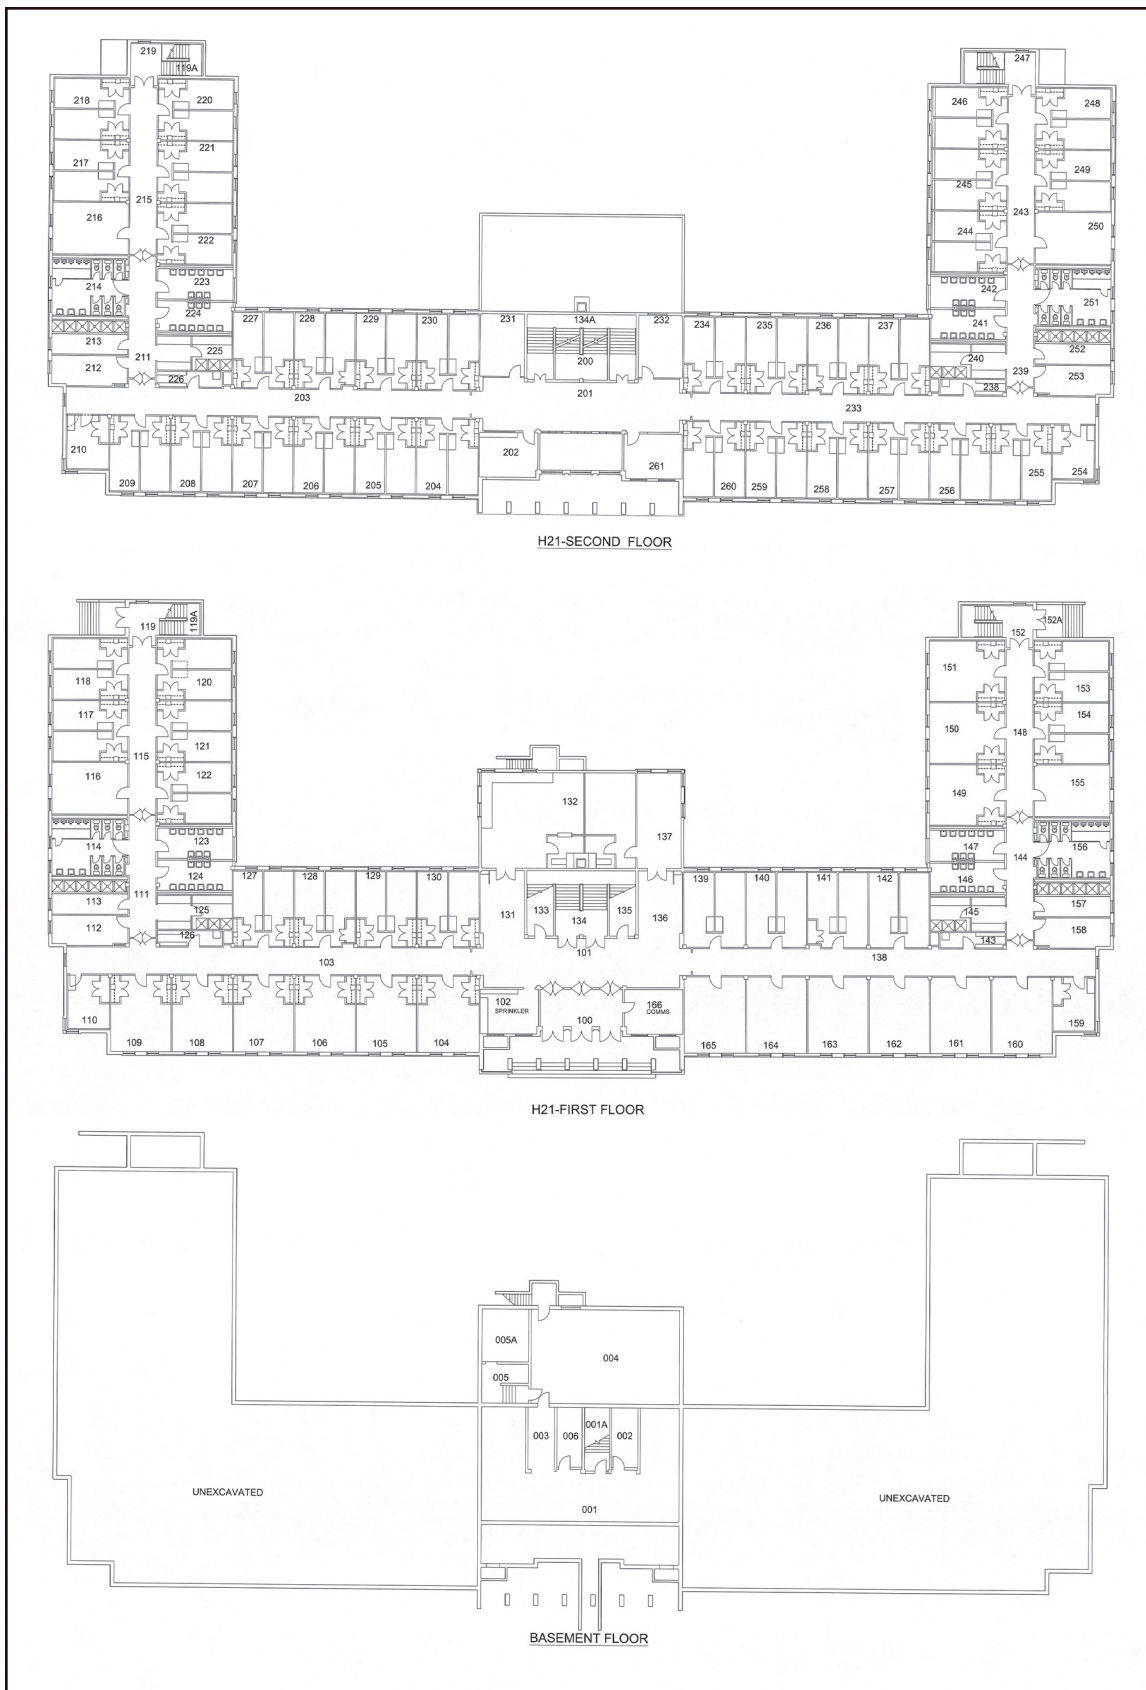 219 119A 247
218 220 246 248
221
217 249
245
216 215 243 250
244
222
214 223 242 251
224 241
213 225 240 252
212 211 239 253
226 238
227 228 229 230 231 134A 232 234 235 236 237
200
203 201 233
210 202 261 254
209 208 207 206 205 204 260 259 258 257 256 255
H21-SECOND FLOOR
119 119A 152 152A
118 120 151 153
117 150 154
115 121 148
116 122 149 155
114 123 147 144 156
124 146
113 111 125 145 157
112 126 143 158
127 128 129 130 132 137 139 140 141 142
131 133 134 135 136
103 101 138
102
SPRINKLER
100
166
COMMS
110 159
109 108 107 106 105 104 165 164 163 162 161 160
H21-FIRST FLOOR
005A 004
005
003 006 001A 002
UNEXCAVATED 001 UNEXCAVATED
BASEMENT FLOOR